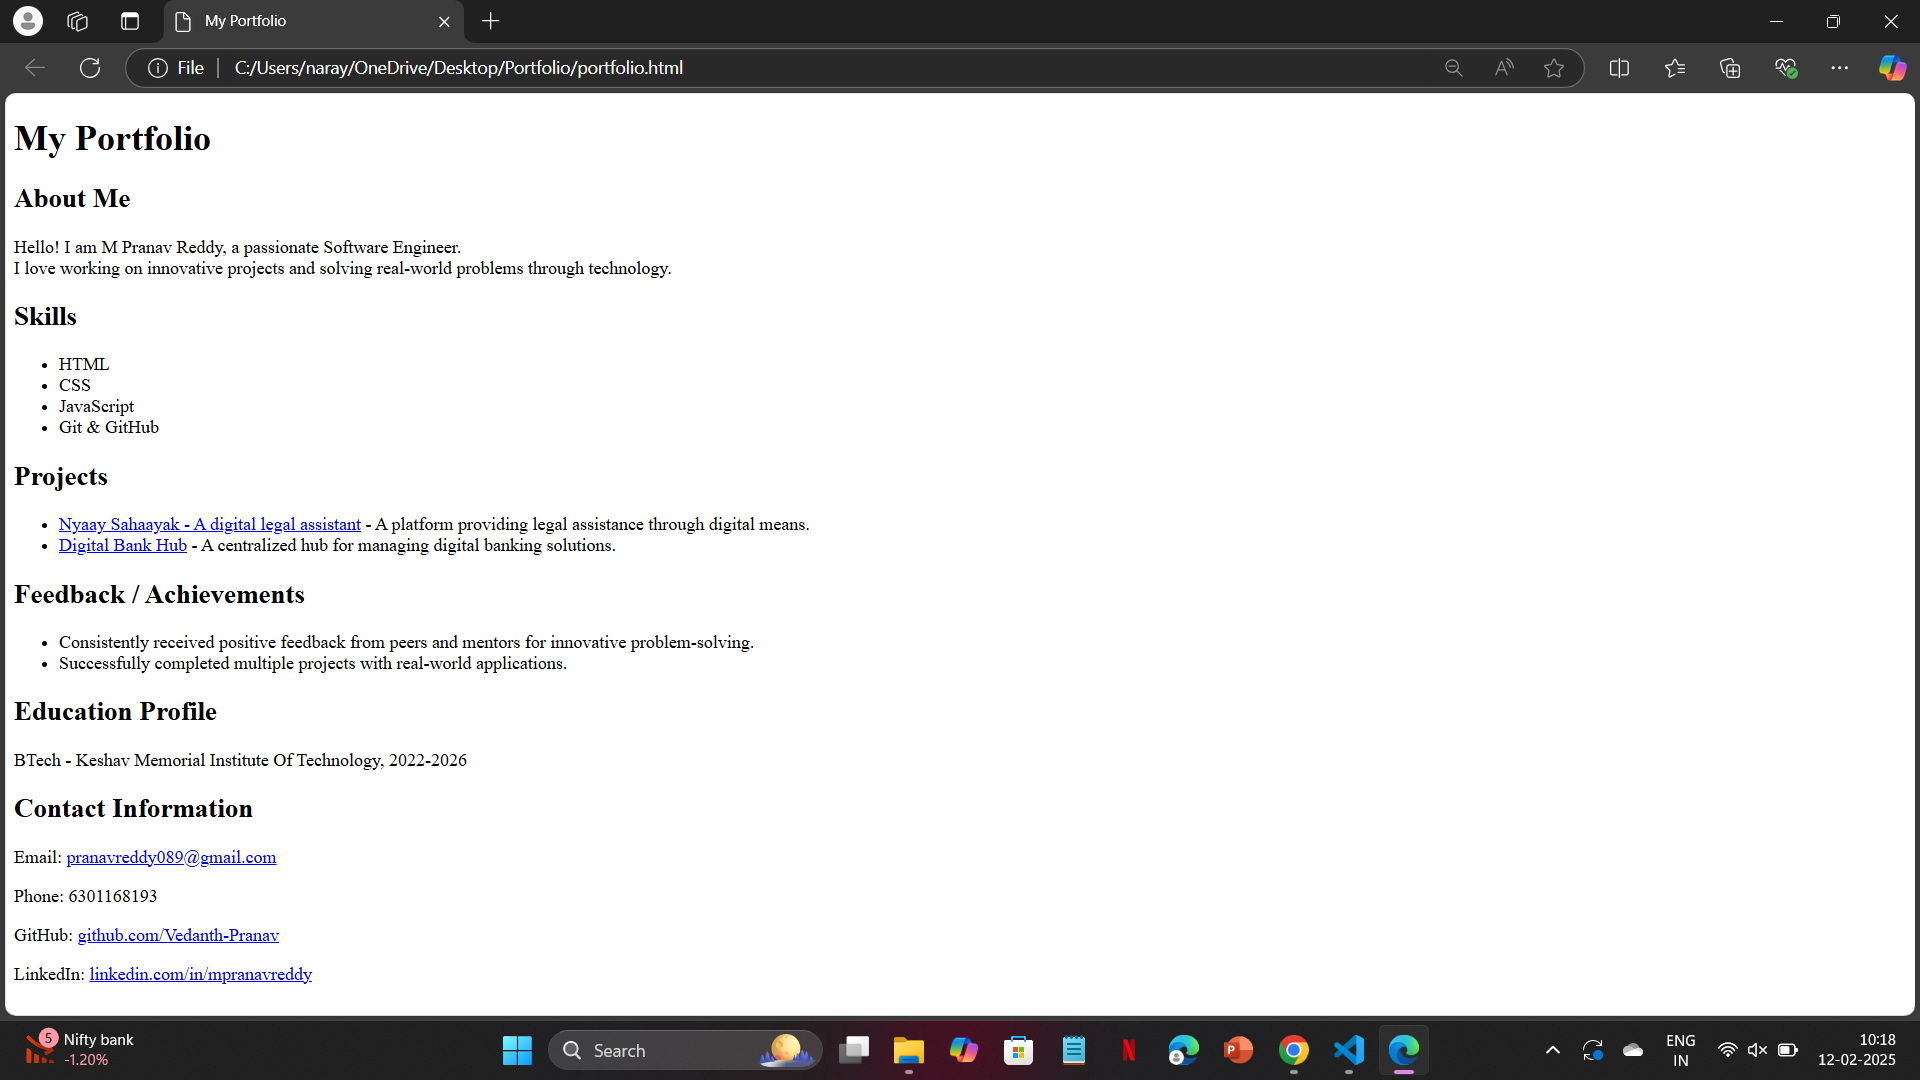 My Portfolio
File
C:/Users/naray/OneDrive/Desktop/Portfolio/portfolio.html
My Portfolio
About Me
Hello! I am M Pranav Reddy, a passionate Software Engineer.
I love working on innovative projects and solving real-world problems through technology.
Skills
HTML
CSS
JavaScript
Git & GitHub
Projects
Nyaay Sahaayak - A digital legal assistant - A platform providing legal assistance through digital means.
Digital Bank Hub - A centralized hub for managing digital banking solutions.
Feedback / Achievements
Consistently received positive feedback from peers and mentors for innovative problem-solving.
Successfully completed multiple projects with real-world applications.
Education Profile
BTech - Keshav Memorial Institute Of Technology, 2022-2026
Contact Information
Email: pranavreddy089@gmail.com
Phone: 6301168193
GitHub: github.com/Vedanth-Pranav
LinkedIn: linkedin.com/in/mpranavreddy
5
Nifty bank
-1.20%
Search
ENG
IN
10:18
12-02-2025